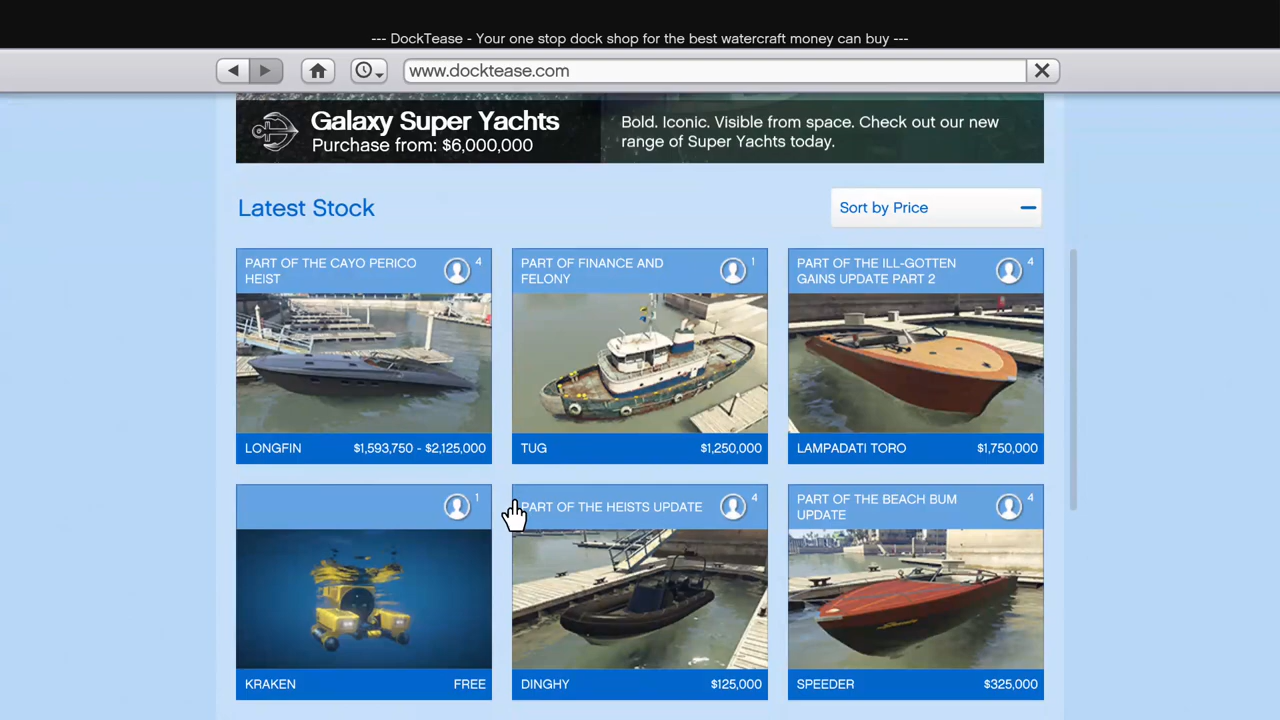 --- DockTease - Your one stop dock shop for the best watercraft money can buy ---
www.docktease.com
Galaxy Super Yachts
Purchase from: $6,000,000
Bold. Iconic. Visible from space. Check out our new
range of Super Yachts today.
Latest Stock
Sort by Price
PART OF THE CAYO PERICO
HEIST
4
PART OF FINANCE AND
FELONY
1
PART OF THE ILL-GOTTEN
GAINS UPDATE PART 2
4
LONGFIN $1,593,750 - $2,125,000
TUG $1,250,000
LAMPADATI TORO $1,750,000
1
PART OF THE HEISTS UPDATE
4
PART OF THE BEACH BUM
UPDATE
4
KRAKEN FREE
DINGHY $125,000
SPEEDER $325,000